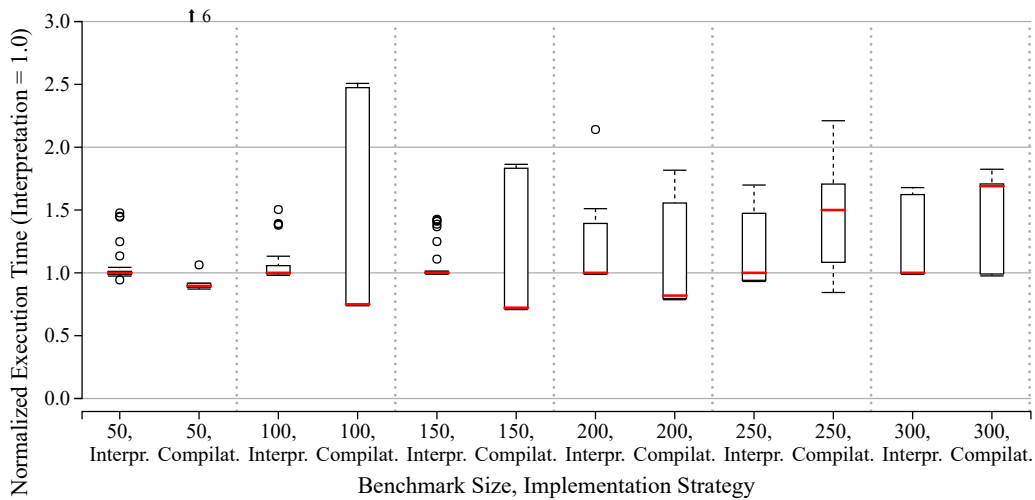 Normalized Execution Time (Interpretation = 1.0)
6
3.0
2.5
2.0
1.5
1.0
0.5
0.0
50, 50, 100, 100, 150, 150, 200, 200, 250, 250, 300, 300,
Interpr. Compilat. Interpr. Compilat. Interpr. Compilat. Interpr. Compilat. Interpr. Compilat. Interpr. Compilat.
Benchmark Size, Implementation Strategy